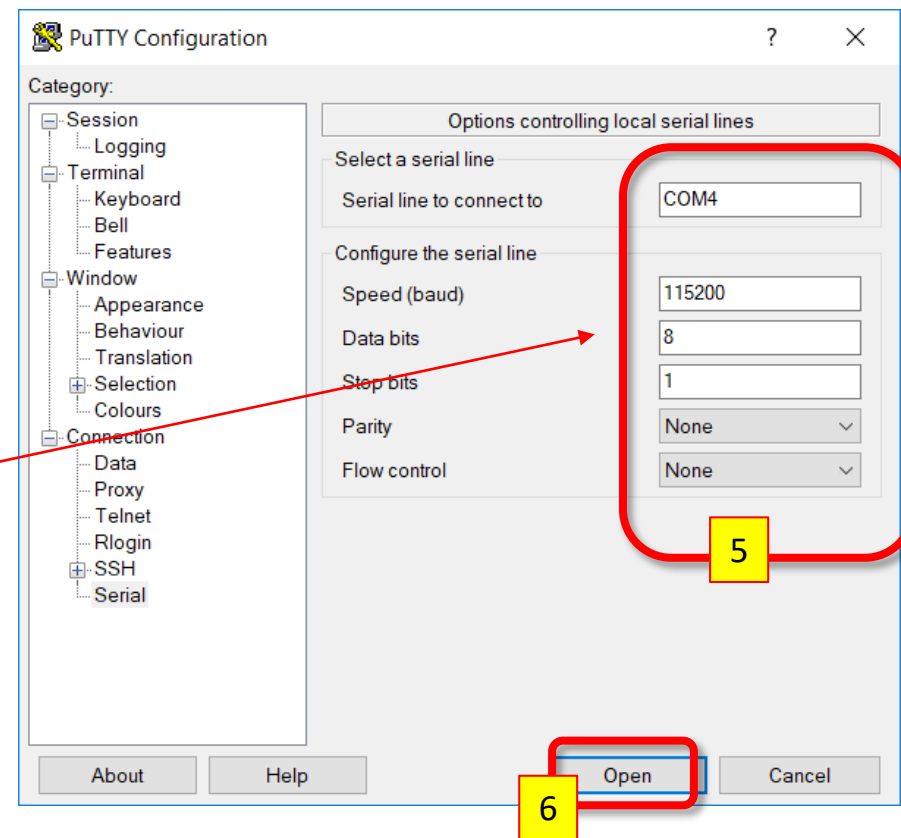 PuTTY Configuration
?
Category:
Session
Logging
Terminal
Keyboard
Bell
Features
Window
Appearance
Behaviour
Translation
Selection
Colours
Connection
Data
Proxy
Telnet
Rlogin
SSH
Serial
Options controlling local serial lines
Select a serial line
Serial line to connect to COM4
Configure the serial line
Speed (baud) 115200
Data bits 8
Stop bits 1
Parity None
Flow control None
5
About Help Open Cancel
6